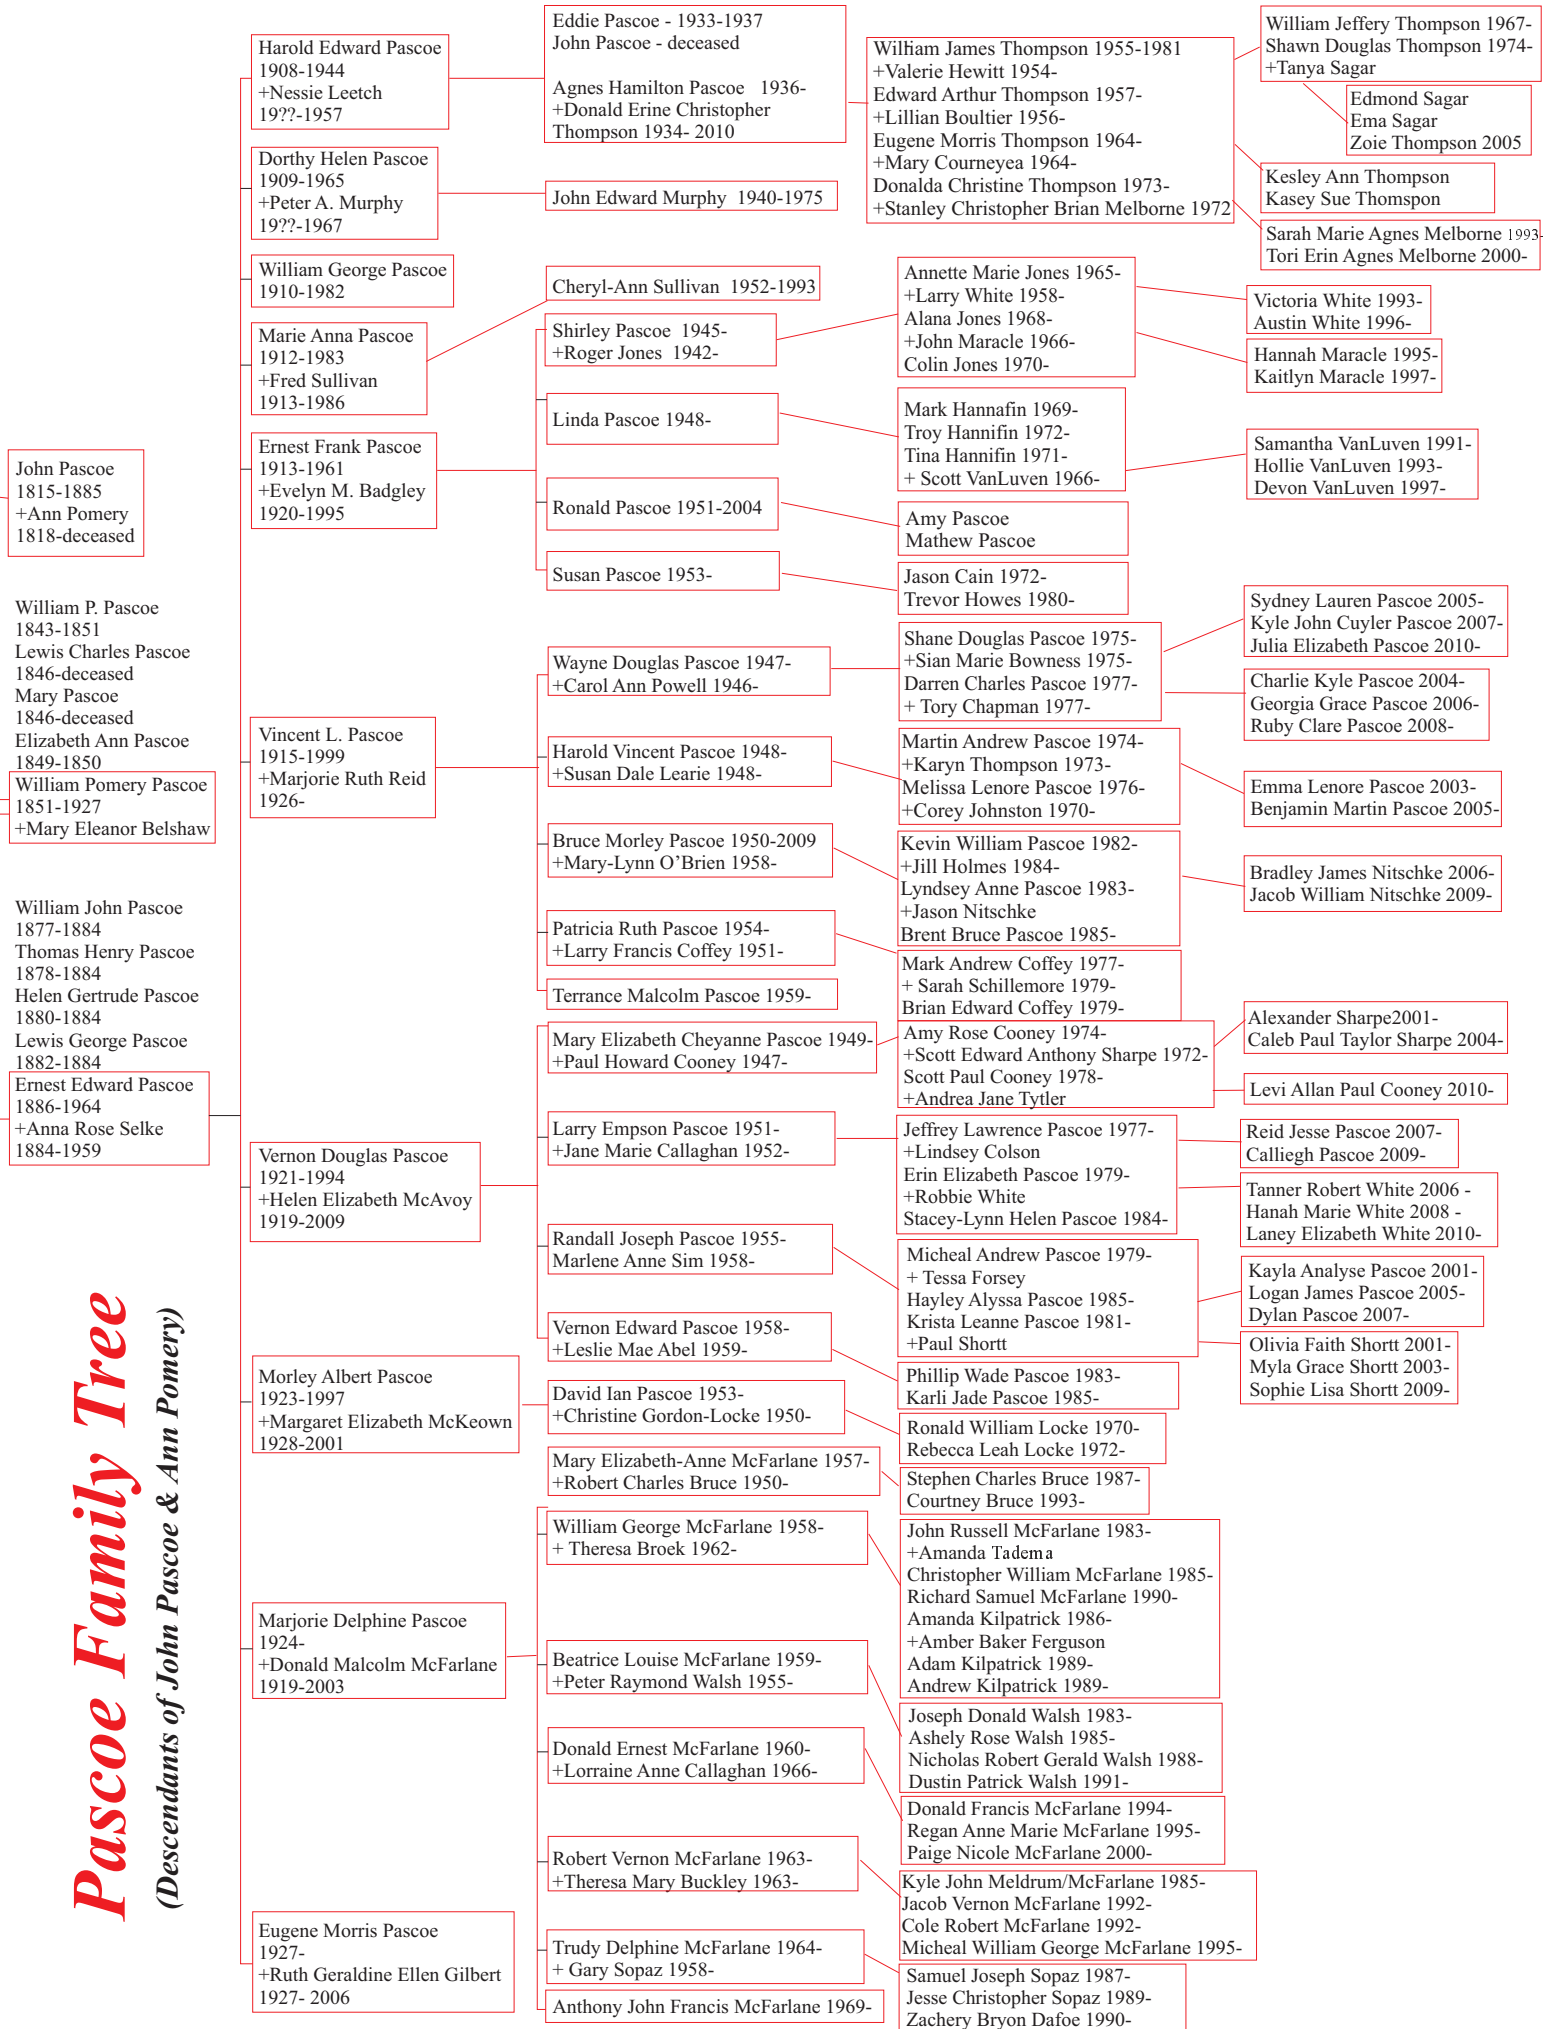 John Pascoe
1815-1885
+Ann Pomery
1818-deceased
William P. Pascoe
1843-1851
Lewis Charles Pascoe
1846-deceased
Mary Pascoe
1846-deceased
Elizabeth Ann Pascoe
1849-1850
William Pomery Pascoe
1851-1927
+Mary Eleanor Belshaw
William John Pascoe
1877-1884
Thomas Henry Pascoe
1878-1884
Helen Gertrude Pascoe
1880-1884
Lewis George Pascoe
1882-1884
Ernest Edward Pascoe
1886-1964
+Anna Rose Selke
1884-1959
Pascoe Family Tree
(Descendants of John Pascoe & Ann Pomery)
Harold Edward Pascoe
1908-1944
+Nessie Leetch
19??-1957
Dorthy Helen Pascoe
1909-1965
+Peter A. Murphy
19??-1967
William George Pascoe
1910-1982
Marie Anna Pascoe
1912-1983
+Fred Sullivan
1913-1986
Ernest Frank Pascoe
1913-1961
+Evelyn M. Badgley
1920-1995
Vincent L. Pascoe
1915-1999
+Marjorie Ruth Reid
1926-
Vernon Douglas Pascoe
1921-1994
+Helen Elizabeth McAvoy
1919-2009
Morley Albert Pascoe
1923-1997
+Margaret Elizabeth McKeown
1928-2001
Marjorie Delphine Pascoe
1924-
+Donald Malcolm McFarlane
1919-2003
Eugene Morris Pascoe
1927-
+Ruth Geraldine Ellen Gilbert
1927- 2006
Eddie Pascoe - 1933-1937
John Pascoe - deceased
Agnes Hamilton Pascoe 1936-
+Donald Erine Christopher
Thompson 1934- 2010
John Edward Murphy 1940-1975
Cheryl-Ann Sullivan 1952-1993
Shirley Pascoe 1945-
+Roger Jones 1942-
Linda Pascoe 1948-
Ronald Pascoe 1951-2004
Susan Pascoe 1953-
Wayne Douglas Pascoe 1947-
+Carol Ann Powell 1946-
Harold Vincent Pascoe 1948-
+Susan Dale Learie 1948-
Bruce Morley Pascoe 1950-2009
+Mary-Lynn O'Brien 1958-
Patricia Ruth Pascoe 1954-
+Larry Francis Coffey 1951-
Terrance Malcolm Pascoe 1959-
Mary Elizabeth Cheyanne Pascoe 1949-
+Paul Howard Cooney 1947-
Larry Empson Pascoe 1951-
+Jane Marie Callaghan 1952-
Randall Joseph Pascoe 1955-
Marlene Anne Sim 1958-
Vernon Edward Pascoe 1958-
+Leslie Mae Abel 1959-
David Ian Pascoe 1953-
+Christine Gordon-Locke 1950-
Mary Elizabeth-Anne McFarlane 1957-
+Robert Charles Bruce 1950-
William George McFarlane 1958-
+ Theresa Broek 1962-
Beatrice Louise McFarlane 1959-
+Peter Raymond Walsh 1955-
Donald Ernest McFarlane 1960-
+Lorraine Anne Callaghan 1966-
Robert Vernon McFarlane 1963-
+Theresa Mary Buckley 1963-
Trudy Delphine McFarlane 1964-
+ Gary Sopaz 1958-
Anthony John Francis McFarlane 1969-
William James Thompson 1955-1981
+Valerie Hewitt 1954-
Edward Arthur Thompson 1957-
+Lillian Boultier 1956-
Eugene Morris Thompson 1964-
+Mary Courneyea 1964-
Donalda Christine Thompson 1973-
+Stanley Christopher Brian Melborne 1972
Annette Marie Jones 1965-
+Larry White 1958-
Alana Jones 1968-
+John Maracle 1966-
Colin Jones 1970-
Mark Hannafin 1969-
Troy Hannifin 1972-
Tina Hannifin 1971-
+ Scott VanLuven 1966-
Amy Pascoe
Mathew Pascoe
Jason Cain 1972-
Trevor Howes 1980-
Shane Douglas Pascoe 1975-
+Sian Marie Bowness 1975-
Darren Charles Pascoe 1977-
+ Tory Chapman 1977-
Martin Andrew Pascoe 1974-
+Karyn Thompson 1973-
Melissa Lenore Pascoe 1976-
+Corey Johnston 1970-
Kevin William Pascoe 1982-
+Jill Holmes 1984-
Lyndsey Anne Pascoe 1983-
+Jason Nitschke
Brent Bruce Pascoe 1985-
Mark Andrew Coffey 1977-
+ Sarah Schillemore 1979-
Brian Edward Coffey 1979-
Amy Rose Cooney 1974-
+Scott Edward Anthony Sharpe 1972-
Scott Paul Cooney 1978-
+Andrea Jane Tytler
Jeffrey Lawrence Pascoe 1977-
+Lindsey Colson
Erin Elizabeth Pascoe 1979-
+Robbie White
Stacey-Lynn Helen Pascoe 1984-
Micheal Andrew Pascoe 1979-
+ Tessa Forsey
Hayley Alyssa Pascoe 1985-
Krista Leanne Pascoe 1981-
+Paul Shortt
Phillip Wade Pascoe 1983-
Karli Jade Pascoe 1985-
Ronald William Locke 1970-
Rebecca Leah Locke 1972-
Stephen Charles Bruce 1987-
Courtney Bruce 1993-
John Russell McFarlane 1983-
+Amanda Tadema
Christopher William McFarlane 1985-
Richard Samuel McFarlane 1990-
Amanda Kilpatrick 1986-
+Amber Baker Ferguson
Adam Kilpatrick 1989-
Andrew Kilpatrick 1989-
Joseph Donald Walsh 1983-
Ashely Rose Walsh 1985-
Nicholas Robert Gerald Walsh 1988-
Dustin Patrick Walsh 1991-
Donald Francis McFarlane 1994-
Regan Anne Marie McFarlane 1995-
Paige Nicole McFarlane 2000-
Kyle John Meldrum/McFarlane 1985-
Jacob Vernon McFarlane 1992-
Cole Robert McFarlane 1992-
Micheal William George McFarlane 1995-
Samuel Joseph Sopaz 1987-
Jesse Christopher Sopaz 1989-
Zachery Bryon Dafoe 1990-
William Jeffery Thompson 1967-
Shawn Douglas Thompson 1974-
+Tanya Sagar
Edmond Sagar
Ema Sagar
Zoie Thompson 2005
Kesley Ann Thompson
Kasey Sue Thomspon
Sarah Marie Agnes Melborne 1993-
Tori Erin Agnes Melborne 2000-
Victoria White 1993-
Austin White 1996-
Hannah Maracle 1995-
Kaitlyn Maracle 1997-
Samantha VanLuven 1991-
Hollie VanLuven 1993-
Devon VanLuven 1997-
Sydney Lauren Pascoe 2005-
Kyle John Cuyler Pascoe 2007-
Julia Elizabeth Pascoe 2010-
Charlie Kyle Pascoe 2004-
Georgia Grace Pascoe 2006-
Ruby Clare Pascoe 2008-
Emma Lenore Pascoe 2003-
Benjamin Martin Pascoe 2005-
Bradley James Nitschke 2006-
Jacob William Nitschke 2009-
Alexander Sharpe2001-
Caleb Paul Taylor Sharpe 2004-
Levi Allan Paul Cooney 2010-
Reid Jesse Pascoe 2007-
Calliegh Pascoe 2009-
Tanner Robert White 2006 -
Hanah Marie White 2008 -
Laney Elizabeth White 2010-
Kayla Analyse Pascoe 2001-
Logan James Pascoe 2005-
Dylan Pascoe 2007-
Olivia Faith Shortt 2001-
Myla Grace Shortt 2003-
Sophie Lisa Shortt 2009-